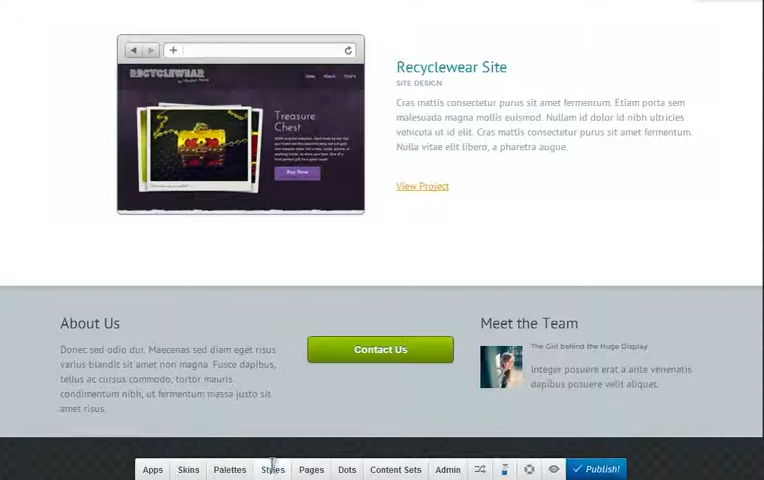 RECYCLEWEAR
Home About
Treasure
Chest
Buy Now
Recyclewear Site
SITE DESIGN
Cras mattis consectetur purus sit amet fermentum. Etiam porta sem
malesuada magna mollis euismod. Nullam id dolor id nibh ultricies
vehicula ut id elit. Cras mattis consectetur purus sit amet fermentum.
Nulla vitae elit libero, a pharetra augue.
View Project
About Us
Donec sed odio dui. Maecenas sed diam eget risus
varius blandit sit amet non magna. Fusce dapibus,
tellus ac cursus commodo, tortor mauris
condimentum nibh, ut fermentum massa justo sit
amet risus.
Contact Us
Meet the Team
The Girl behind the Huge Display
Integer posuere erat a ante venenatis
dapibus posuere velit aliquet.
Apps Skins Palettes Styles Pages Dots Content Sets Admin Publish!